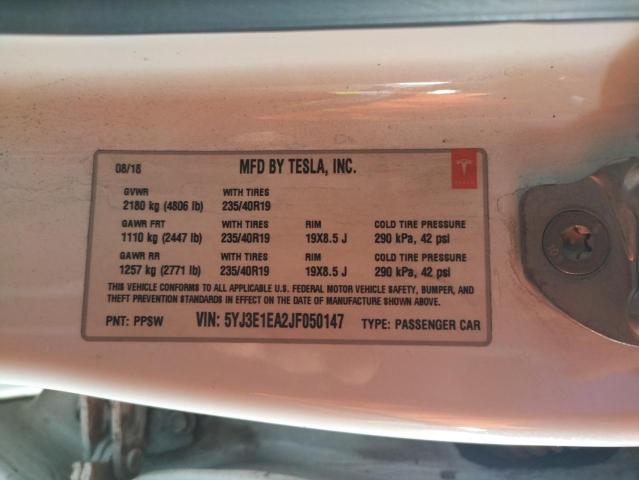 08/18 MFD BY TESLA, INC.
TESLA
GVWR WITH TIRES
2180 kg (4806 lb) 235/40R19
GAWR FRT WITH TIRES RIM COLD TIRE PRESSURE
1110 kg (2447 lb) 235/40R19 19X8.5 J 290 kPa, 42 psi
GAWR RR WITH TIRES RIM COLD TIRE PRESSURE
1257 kg (2771 lb) 235/40R19 19X8.5 J 290 kPa, 42 psi
THIS VEHICLE CONFORMS TO ALL APPLICABLE U.S. FEDERAL MOTOR VEHICLE SAFETY, BUMPER, AND
THEFT PREVENTION STANDARDS IN EFFECT ON THE DATE OF MANUFACTURE SHOWN ABOVE.
PNT: PPSW VIN: 5YJ3E1EA2JF050147 TYPE: PASSENGER CAR